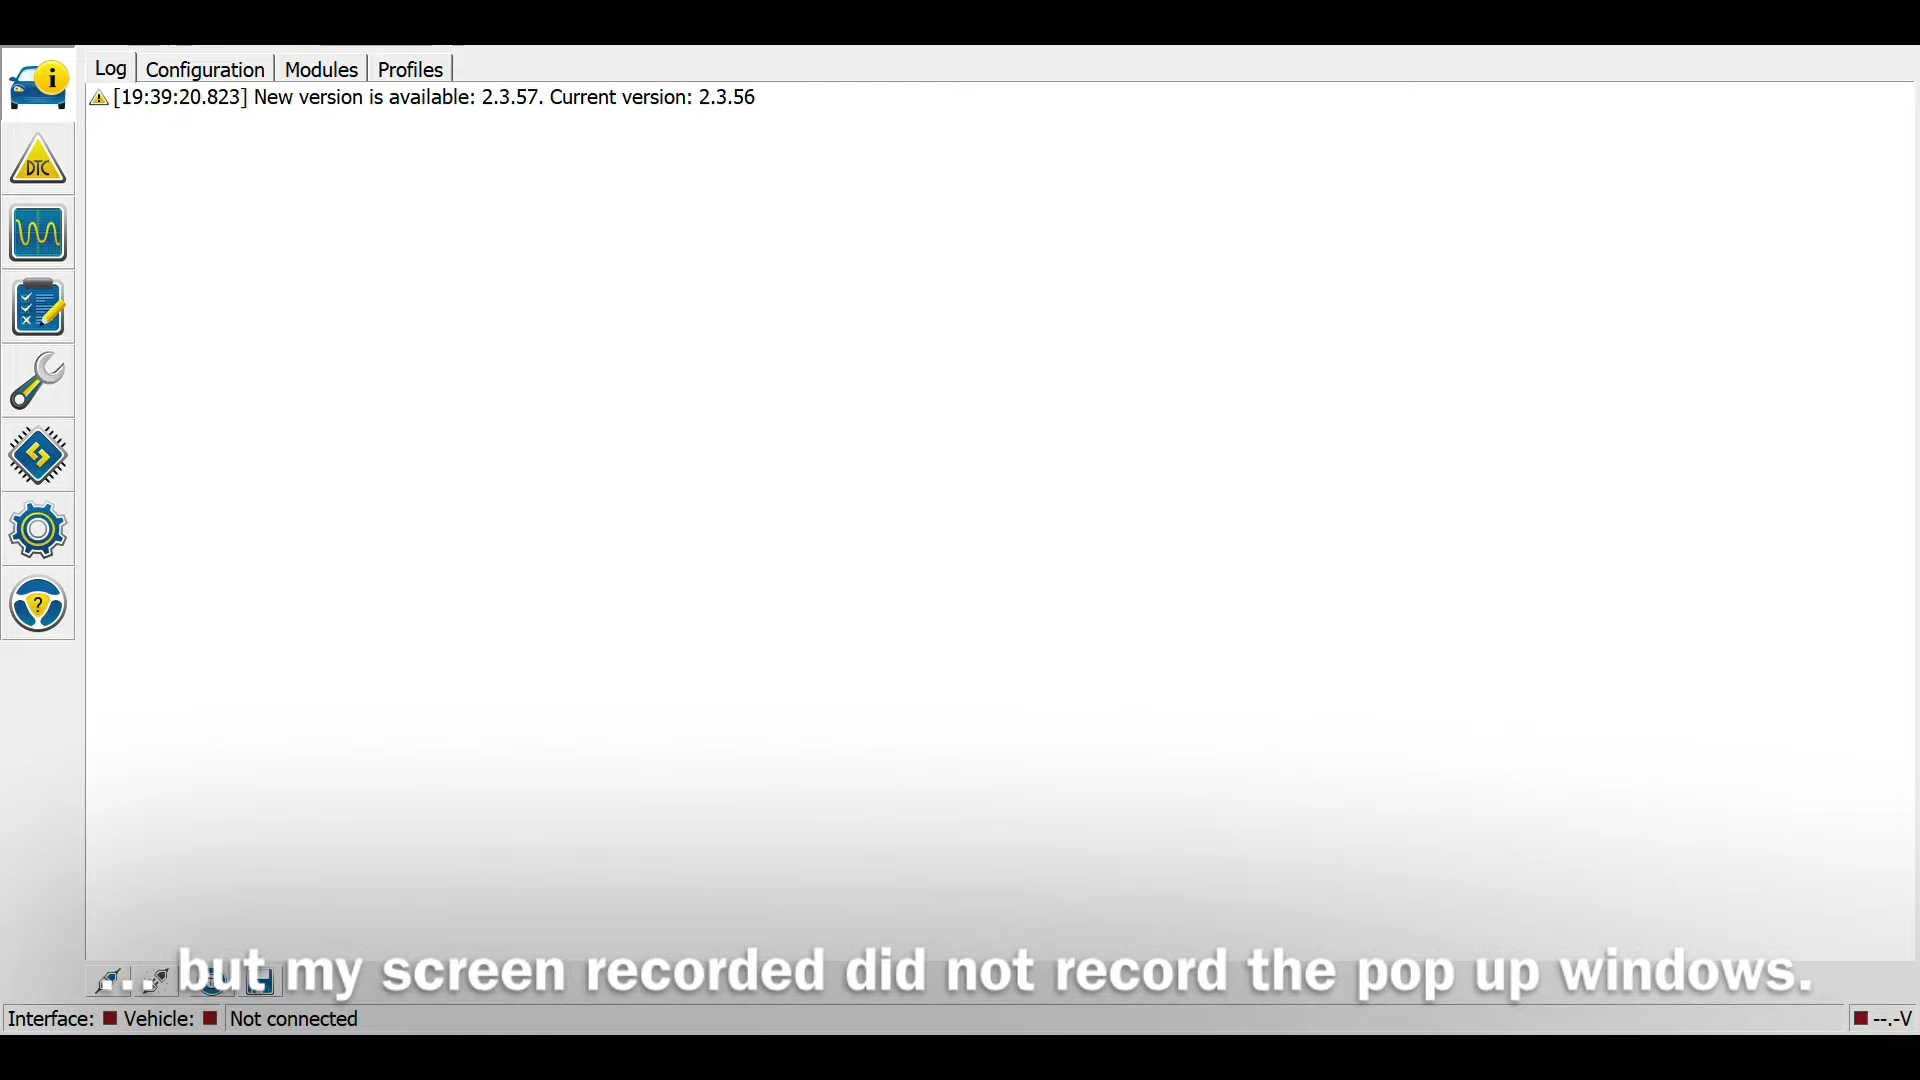 Log Configuration Modules Profiles
[19:39:20.823] New version is available: 2.3.57. Current version: 2.3.56
DTC
?
... but my screen recorded did not record the pop up windows.
Interface: Vehicle: Not connected --.-V